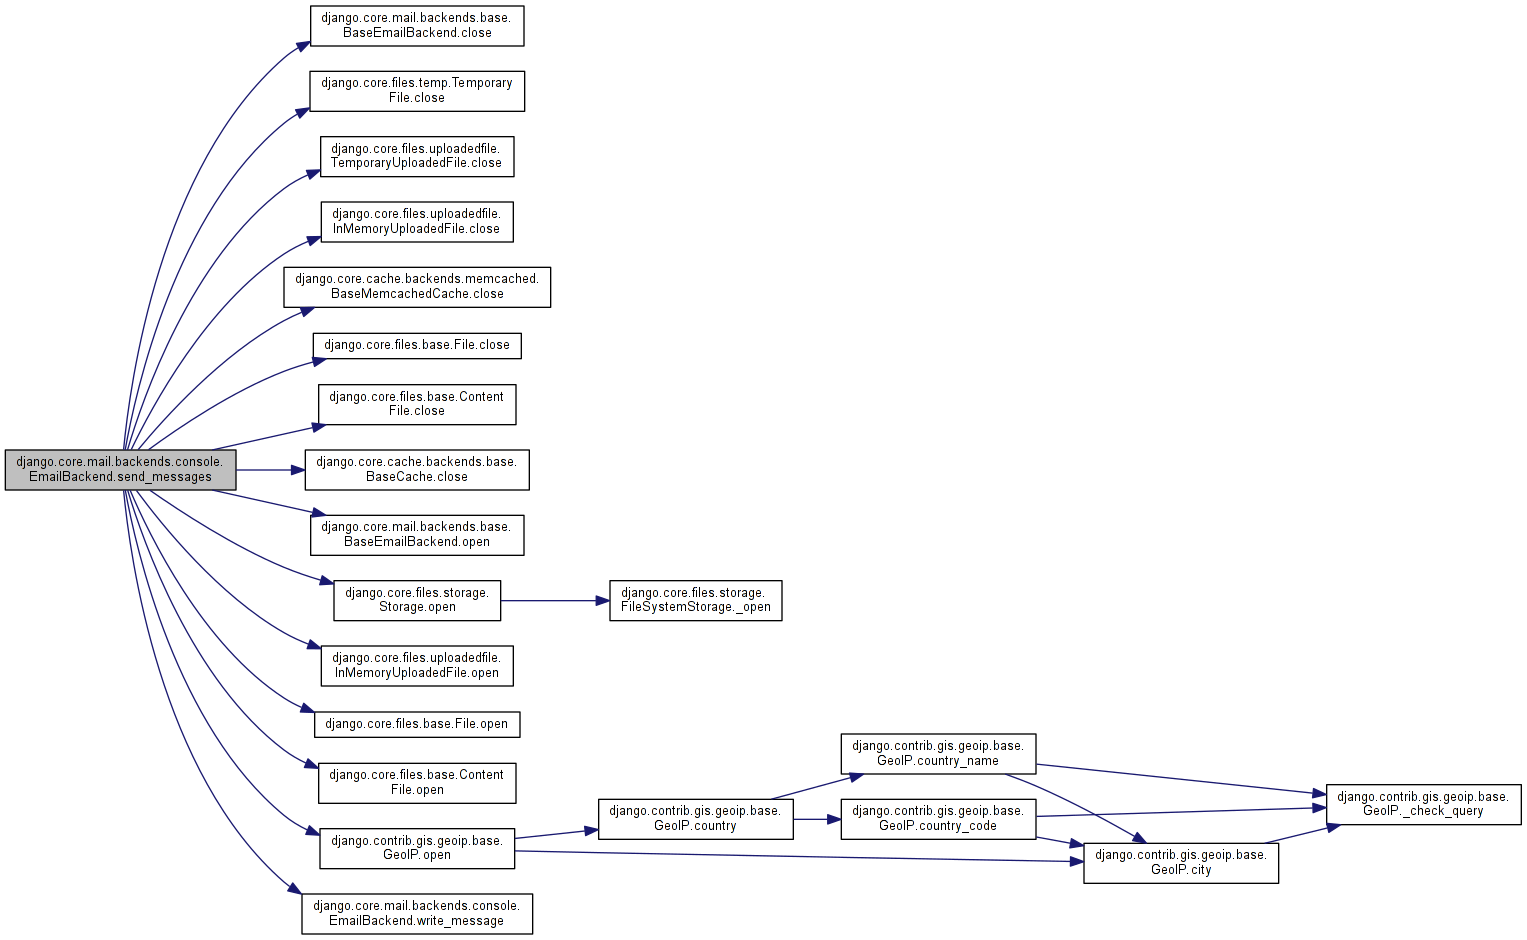 django.core.mail.backends.base.
BaseEmailBackend.close
django.core.files.temp.Temporary
File.close
django.core.files.uploadedfile.
TemporaryUploadedFile.close
django.core.files.uploadedfile.
InMemoryUploadedFile.close
django.core.cache.backends.memcached.
BaseMemcachedCache.close
django.core.files.base.File.close
django.core.files.base.Content
File.close
django.core.mail.backends.console.
EmailBackend.send_messages
django.core.cache.backends.base.
BaseCache.close
django.core.mail.backends.base.
BaseEmailBackend.open
django.core.files.storage.
Storage.open
django.core.files.storage.
FileSystemStorage._open
django.core.files.uploadedfile.
InMemoryUploadedFile.open
django.core.files.base.File.open
django.core.files.base.Content
File.open
django.contrib.gis.geoip.base.
GeoIP.open
django.contrib.gis.geoip.base.
GeoIP.country
django.contrib.gis.geoip.base.
GeoIP.country_name
django.contrib.gis.geoip.base.
GeoIP.country_code
django.contrib.gis.geoip.base.
GeoIP.city
django.contrib.gis.geoip.base.
GeoIP._check_query
django.core.mail.backends.console.
EmailBackend.write_message